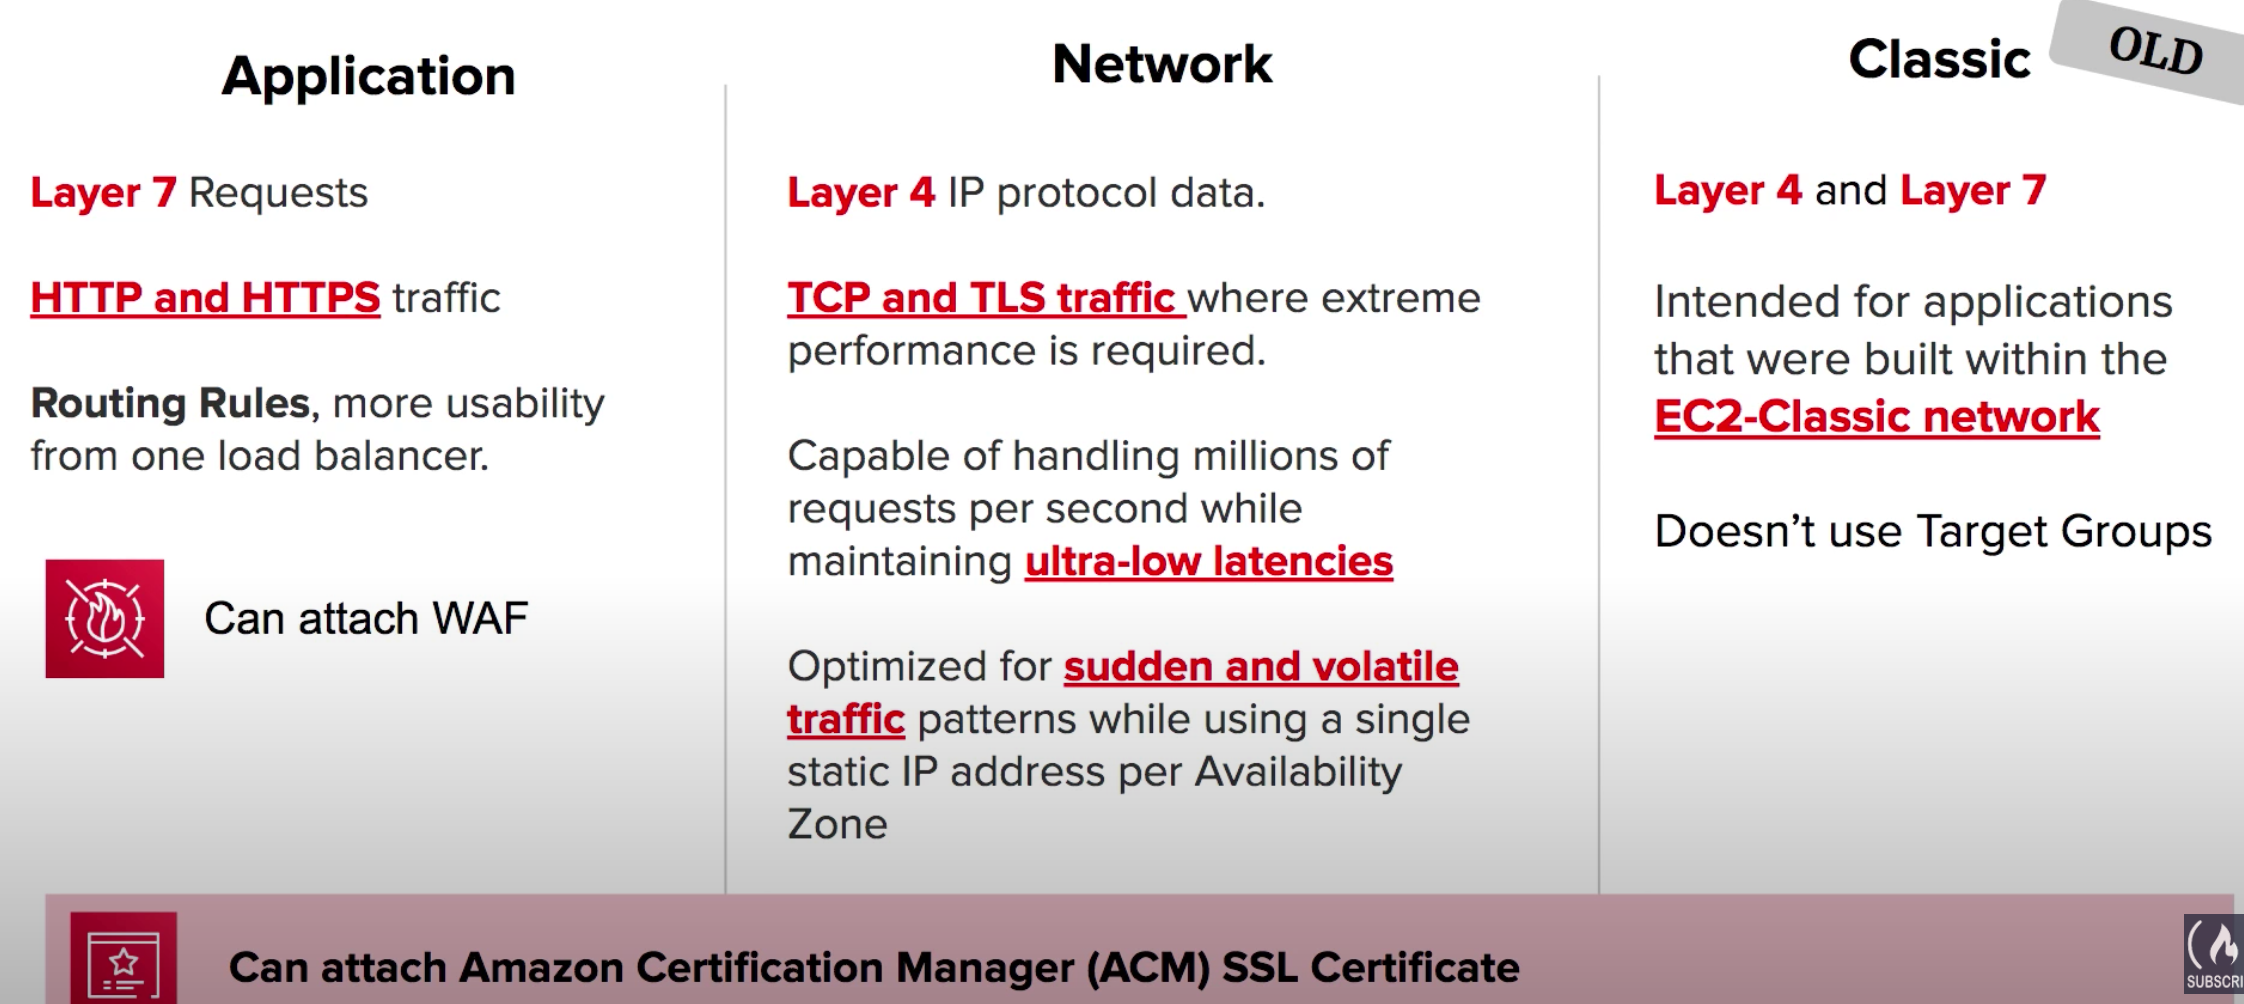 Application
Layer 7 Requests
HTTP and HTTPS traffic
Routing Rules, more usability
from one load balancer.
Can attach WAF
Network
Layer 4 IP protocol data.
TCP and TLS traffic where extreme
performance is required.
Capable of handling millions of
requests per second while
maintaining ultra-low latencies
Optimized for sudden and volatile
traffic patterns while using a single
static IP address per Availability
Zone
Classic
OLD
Layer 4 and Layer 7
Intended for applications
that were built within the
EC2-Classic network
Doesn't use Target Groups
Can attach Amazon Certification Manager (ACM) SSL Certificate
SUBSCRI